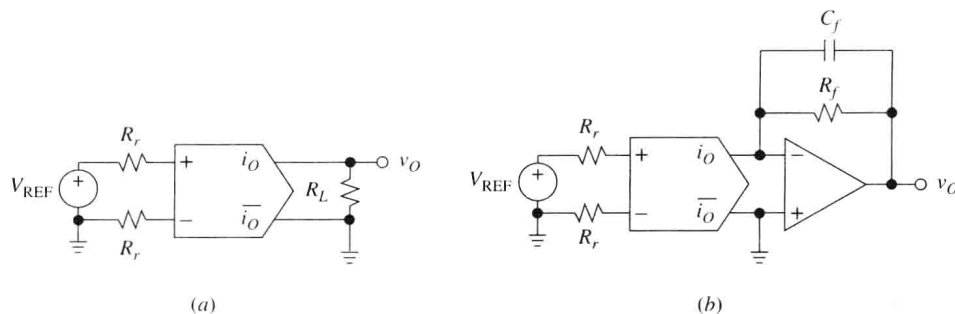 C_f
R_f
R_r
+
i_O
v_O
V_REF
+
R_L
−
\overline{i_O}
R_r
(a)
R_r
+
i_O
−
V_REF
+
v_O
−
\overline{i_O}
+
R_r
(b)